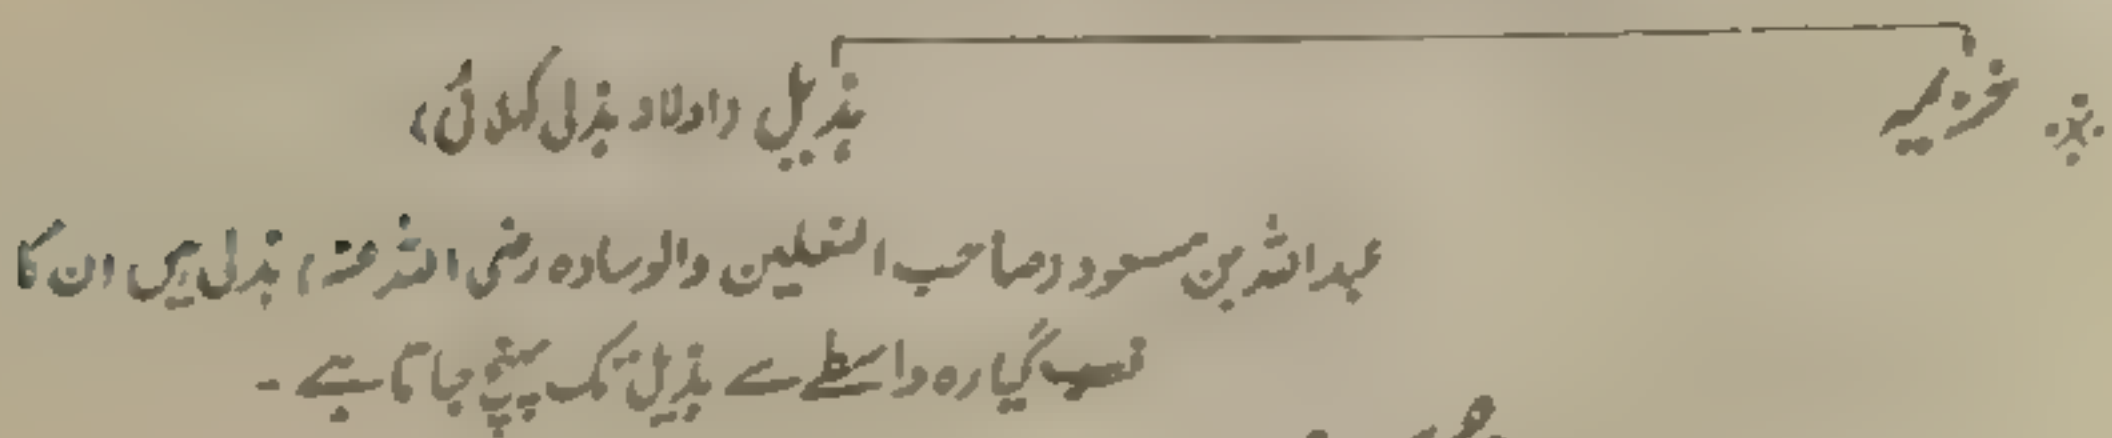 خزیمہ ہذیل (اولاد ہذلی کہلائی)
عبداللہ بن مسعود (صاحب النعلین والوسادہ رضی اللہ عنہ) ہذلی ہیں ان کا
نسب گیارہ واسطے سے ہذیل تک پہنچ جاتا ہے -